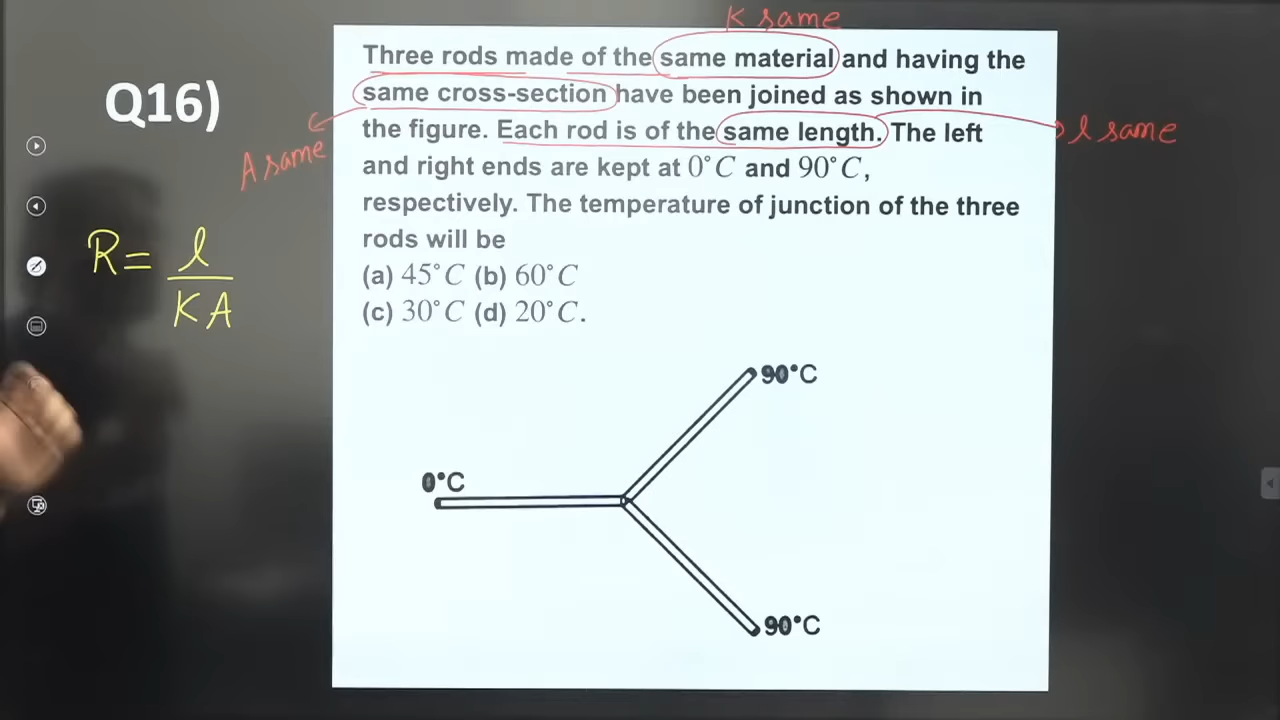 K same
Q16)
Three rods made of the same material and having the
same cross-section have been joined as shown in
the figure. Each rod is of the same length. The left
and right ends are kept at 0°C and 90°C,
respectively. The temperature of junction of the three
rods will be
(a) 45°C (b) 60°C
(c) 30°C (d) 20°C.
A same
l same
R = l
KA
90°C
0°C
90°C